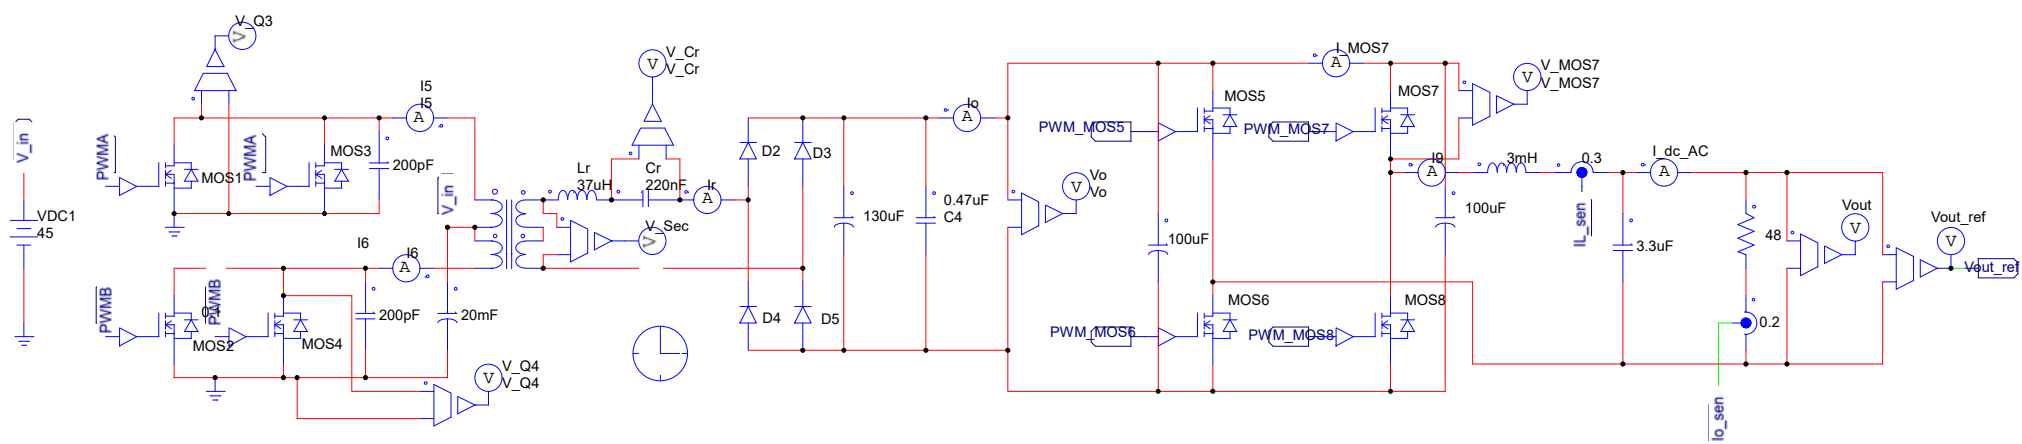 V_Q3
V
V_in
VDC1
45
PWMA
MOS1
PWMA
MOS3
200pF
I5
I5
A
V_in
PWMB
MOS2
PWMB
MOS4
200pF
I6
I6
A
20mF
V_Q4
V_Q4
V
V_Cr
V_Cr
V
Lr
37uH
Cr
220nF
Ir
A
V_Sec
V
D2
D3
D4
D5
130uF
0.47uF
C4
Io
A
Vo
Vo
V
PWM_MOS5
MOS5
100uF
PWM_MOS6
MOS6
I_MOS7
A
PWM_MOS7
MOS7
PWM_MOS8
MOS8
V_MOS7
V_MOS7
V
I9
A
100uF
3mH
0.3
IL_sen
I_dc_AC
A
3.3uF
48
0.2
Io_sen
Vout
V
Vout_ref
V
Vout_ref